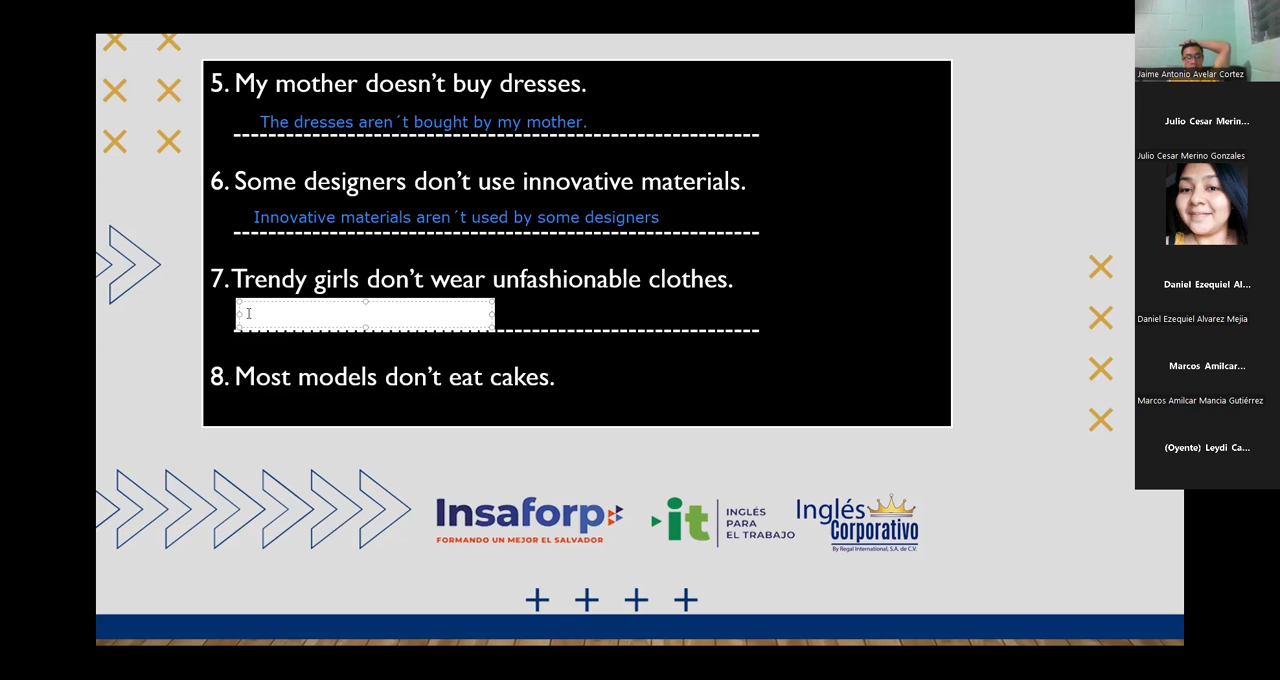 5. My mother doesn’t buy dresses.
The dresses aren´t bought by my mother.
6. Some designers don’t use innovative materials.
Innovative materials aren´t used by some designers
7. Trendy girls don’t wear unfashionable clothes.
8. Most models don’t eat cakes.
Insaforp
FORMANDO UN MEJOR EL SALVADOR
it
INGLÉS
PARA
EL TRABAJO
Inglés
Corporativo
By Regal International, S.A. de C.V.
Jaime Antonio Avelar Cortez
Julio Cesar Merin...
Julio Cesar Merino Gonzales
Daniel Ezequiel Al...
Daniel Ezequiel Alvarez Mejia
Marcos Amilcar...
Marcos Amilcar Mancia Gutiérrez
(Oyente) Leydi Ca...